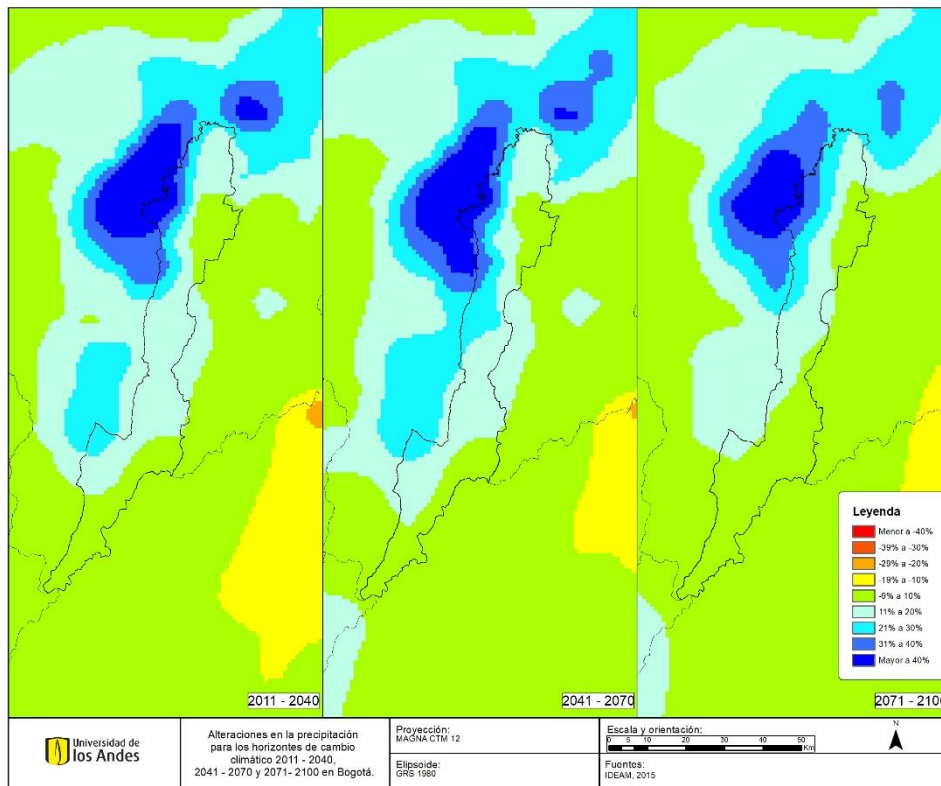 Leyenda
Menor a -40%
-39% a -30%
-29% a -20%
-19% a -10%
-9% a 10%
11% a 20%
21% a 30%
31% a 40%
Mayor a 40%
2011 - 2040
2041 - 2070
2071 - 2100
Universidad de
los Andes
Alteraciones en la precipitación
para los horizontes de cambio
climático 2011 - 2040,
2041 - 2070 y 2071- 2100 en Bogotá.
Proyección:
MAGNA CTM 12
Elipsoide:
GRS 1980
Escala y orientación:
0 5 10 20 30 40 50
Km
Fuentes:
IDEAM, 2015
N